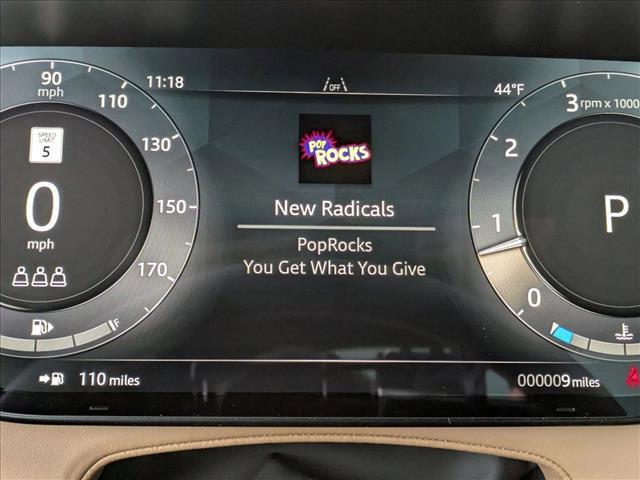 90
mph
110
130
150
170
SPEED
LIMIT
5
0
mph
F
110 miles
11:18
OFF
44°F
POP
ROCKS
New Radicals
PopRocks
You Get What You Give
3 rpm x 1000
2
1
0
P
000009 miles